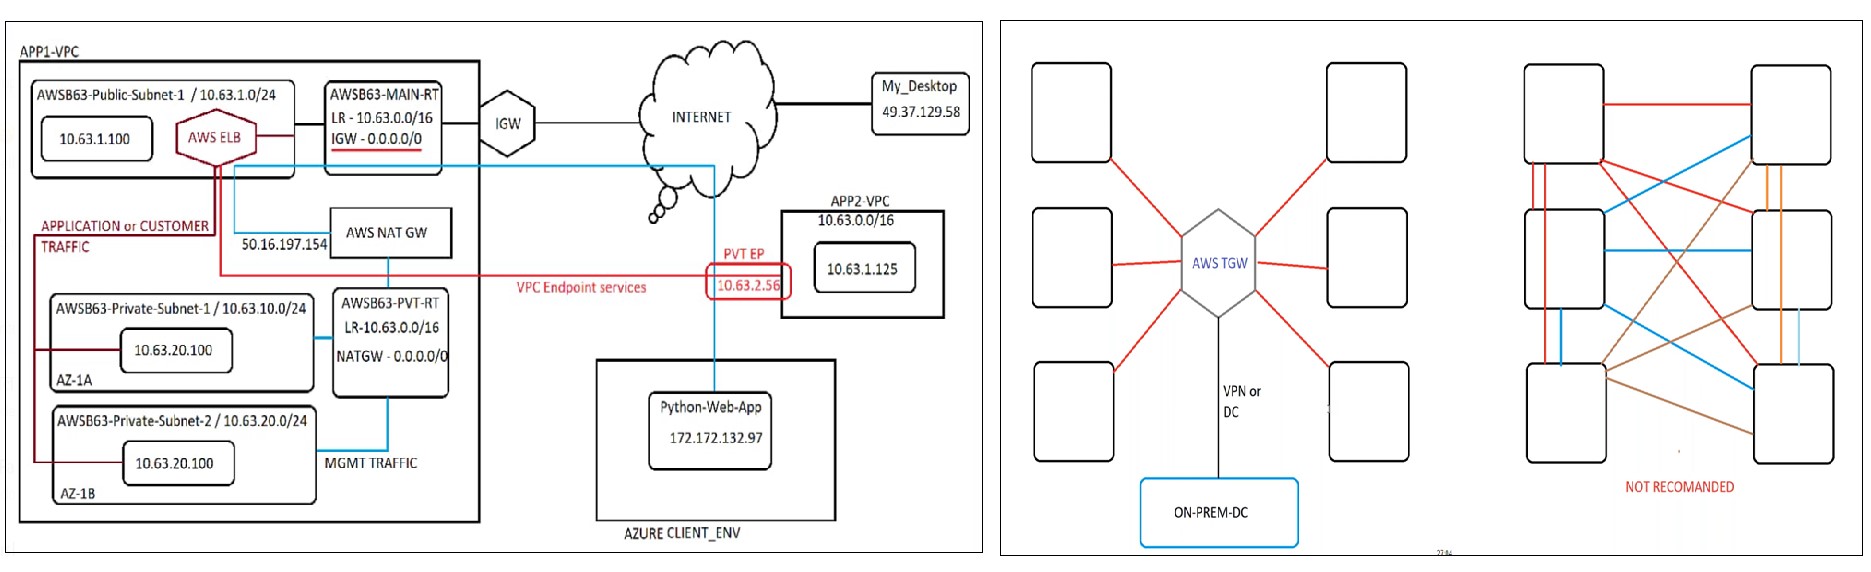 APP1-VPC
AWSB63-Public-Subnet-1 / 10.63.1.0/24
10.63.1.100
AWS ELB
AWSB63-MAIN-RT
LR - 10.63.0.0/16
IGW - 0.0.0.0/0
IGW
INTERNET
My_Desktop
49.37.129.58
APPLICATION or CUSTOMER
TRAFFIC
50.16.197.154
AWS NAT GW
APP2-VPC
10.63.0.0/16
10.63.1.125
PVT EP
10.63.2.56
VPC Endpoint services
AWSB63-Private-Subnet-1 / 10.63.10.0/24
10.63.20.100
AZ-1A
AWSB63-PVT-RT
LR-10.63.0.0/16
NATGW - 0.0.0.0/0
AWSB63-Private-Subnet-2 / 10.63.20.0/24
10.63.20.100
AZ-1B
MGMT TRAFFIC
Python-Web-App
172.172.132.97
AZURE CLIENT_ENV
AWS TGW
VPN or
DC
ON-PREM-DC
NOT RECOMANDED